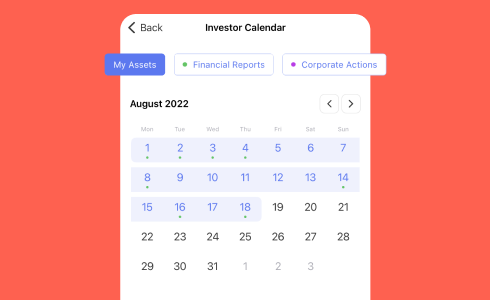 Back
Investor Calendar
My Assets
Financial Reports
Corporate Actions
August 2022
Mon Tue Wed Thu Fri Sat Sun
1 2 3 4 5 6 7
8 9 10 11 12 13 14
15 16 17 18 19 20 21
22 23 24 25 26 27 28
29 30 31 1 2 3